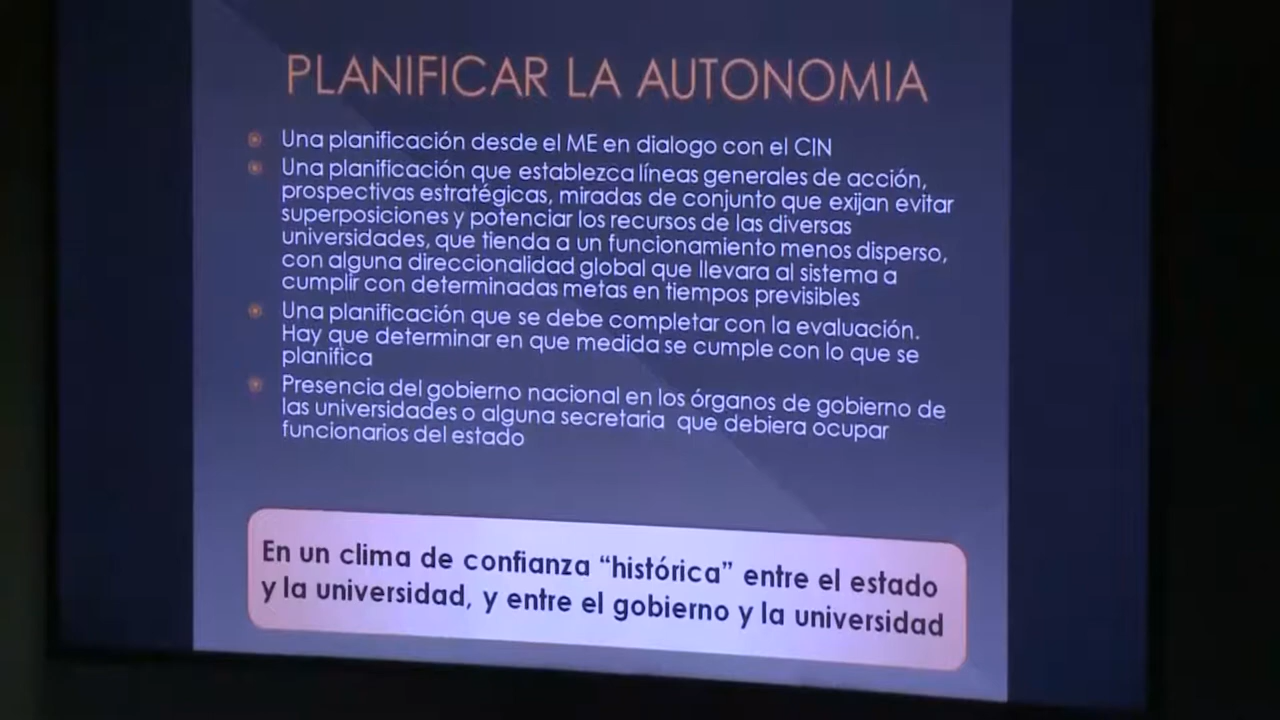 PLANIFICAR LA AUTONOMIA
Una planificación desde el ME en dialogo con el CIN
Una planificación que establezca líneas generales de acción,
prospectivas estratégicas, miradas de conjunto que exijan evitar
superposiciones y potenciar los recursos de las diversas
universidades, que tienda a un funcionamiento menos disperso,
con alguna direccionalidad global que llevara al sistema a
cumplir con determinadas metas en tiempos previsibles
Una planificación que se debe completar con la evaluación.
Hay que determinar en que medida se cumple con lo que se
planifica
Presencia del gobierno nacional en los órganos de gobierno de
las universidades o alguna secretaria que debiera ocupar
funcionarios del estado
En un clima de confianza “histórica” entre el estado
y la universidad, y entre el gobierno y la universidad